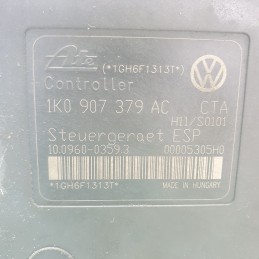 Ate (*1GH6F1313T*)
Controller
1K0 907 379 AC CTA
H11/S0101
Steuergeraet ESP
10.0960-0359.3 00005305H0
*1GH6F1313T* MADE IN HUNGARY